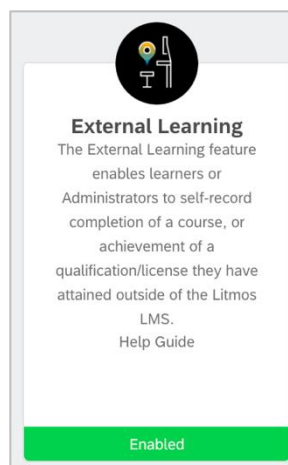 External Learning
The External Learning feature
enables learners or
Administrators to self-record
completion of a course, or
achievement of a
qualification/license they have
attained outside of the Litmos
LMS.
Help Guide
Enabled